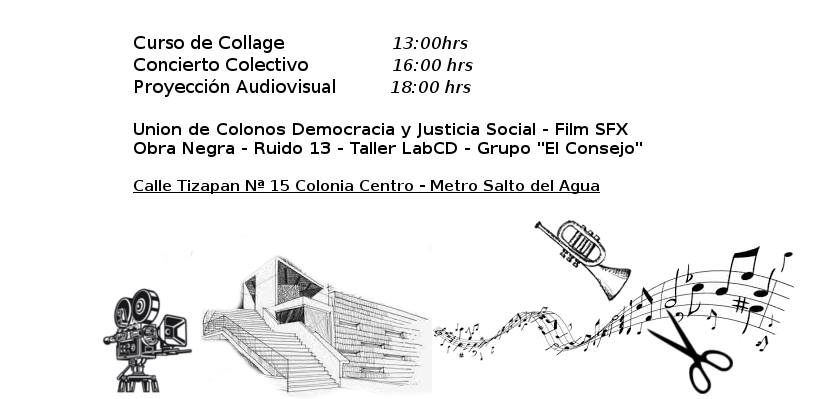 Curso de Collage 13:00hrs
Concierto Colectivo 16:00 hrs
Proyección Audiovisual 18:00 hrs
Union de Colonos Democracia y Justicia Social - Film SFX
Obra Negra - Ruido 13 - Taller LabCD - Grupo "El Consejo"
Calle Tizapan Nª 15 Colonia Centro - Metro Salto del Agua